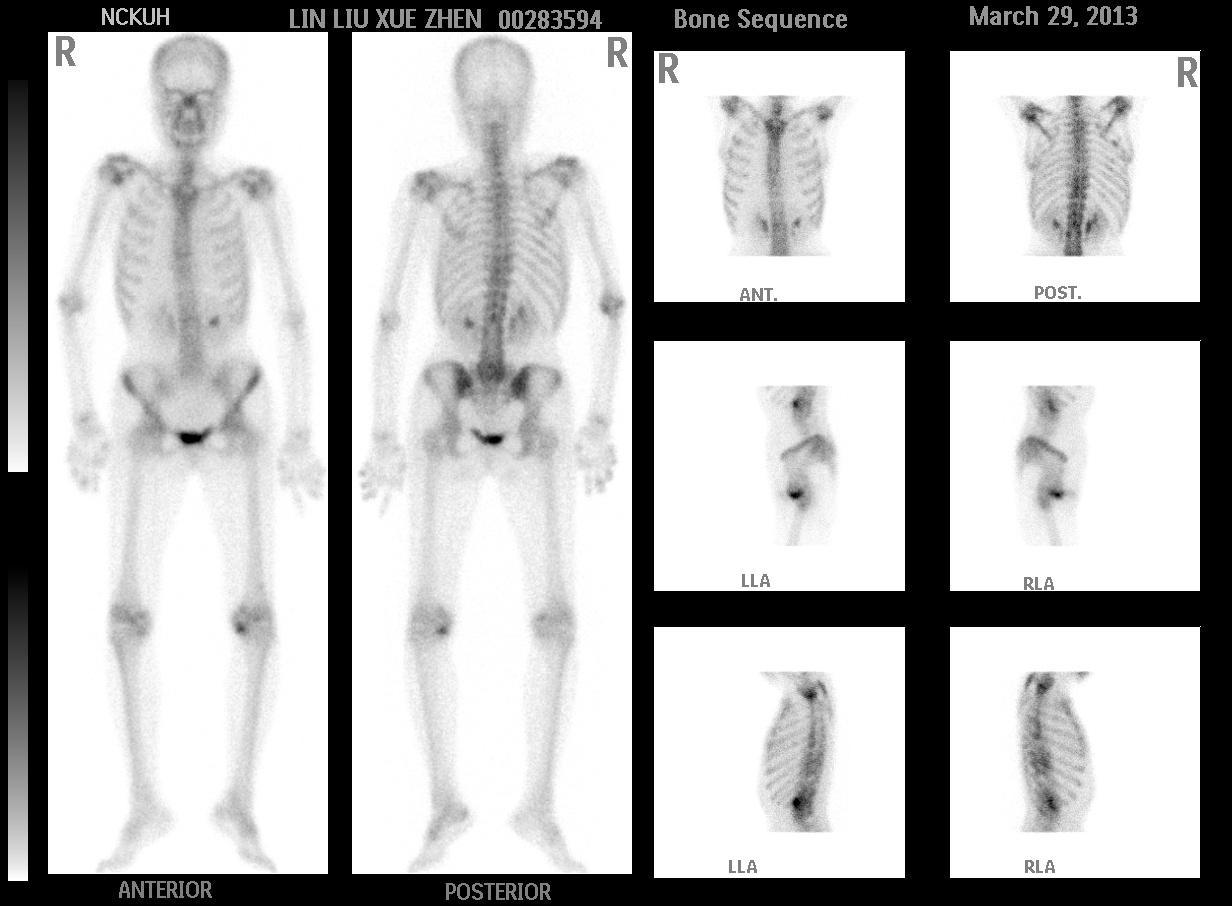 NCKUH LIN LIU XUE ZHEN 00283594 Bone Sequence March 29, 2013
R R R R
ANT. POST.
LLA RLA
LLA RLA
ANTERIOR POSTERIOR